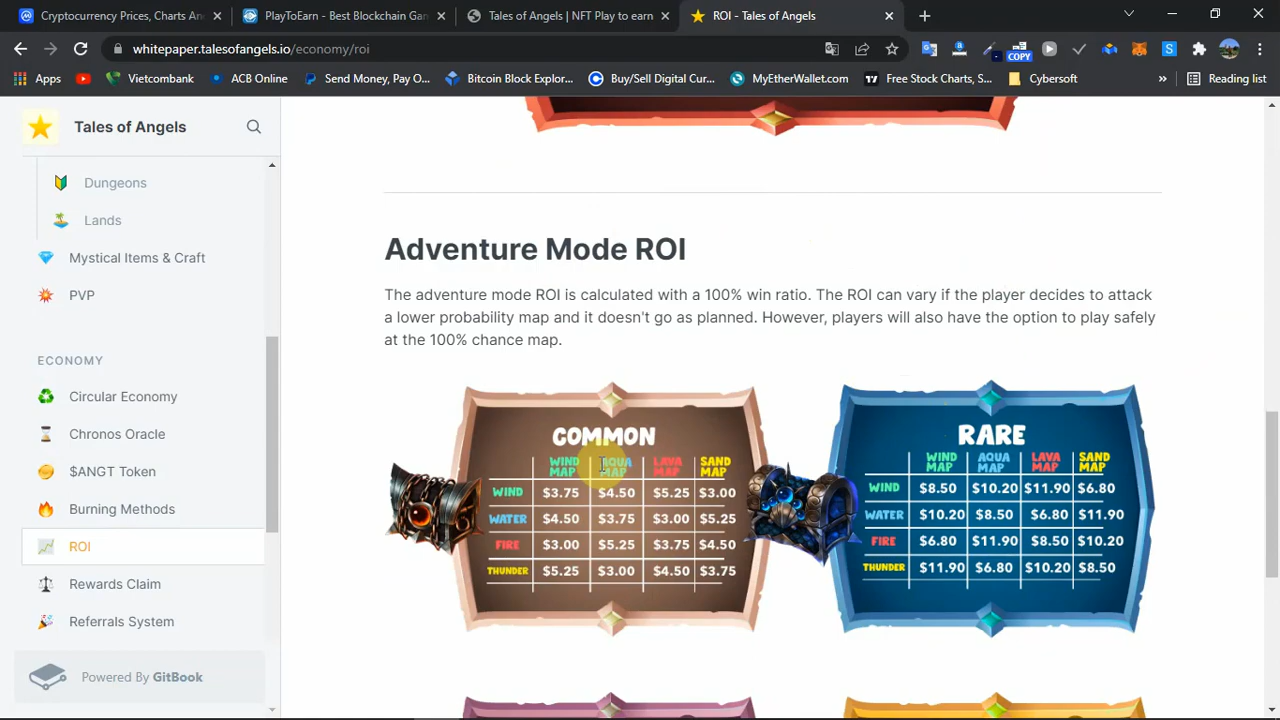 Cryptocurrency Prices, Charts An
PlayToEarn - Best Blockchain Gam
Tales of Angels | NFT Play to earn
ROI - Tales of Angels
whitepaper.talesofangels.io/economy/roi
COPY
Apps
Vietcombank
ACB Online
Send Money, Pay O...
Bitcoin Block Explor...
Buy/Sell Digital Cur...
MyEtherWallet.com
Free Stock Charts, S...
Cybersoft
»
Reading list
Tales of Angels
Dungeons
Lands
Mystical Items & Craft
PVP
ECONOMY
Circular Economy
Chronos Oracle
$ANGT Token
Burning Methods
ROI
Rewards Claim
Referrals System
Powered By GitBook
Adventure Mode ROI
The adventure mode ROI is calculated with a 100% win ratio. The ROI can vary if the player decides to attack
a lower probability map and it doesn't go as planned. However, players will also have the option to play safely
at the 100% chance map.
COMMON
WIND MAP AQUA MAP LAVA MAP SAND MAP
WIND $3.75 $4.50 $5.25 $3.00
WATER $4.50 $3.75 $3.00 $5.25
FIRE $3.00 $5.25 $3.75 $4.50
THUNDER $5.25 $3.00 $4.50 $3.75
RARE
WIND MAP AQUA MAP LAVA MAP SAND MAP
WIND $8.50 $10.20 $11.90 $6.80
WATER $10.20 $8.50 $6.80 $11.90
FIRE $6.80 $11.90 $8.50 $10.20
THUNDER $11.90 $6.80 $10.20 $8.50